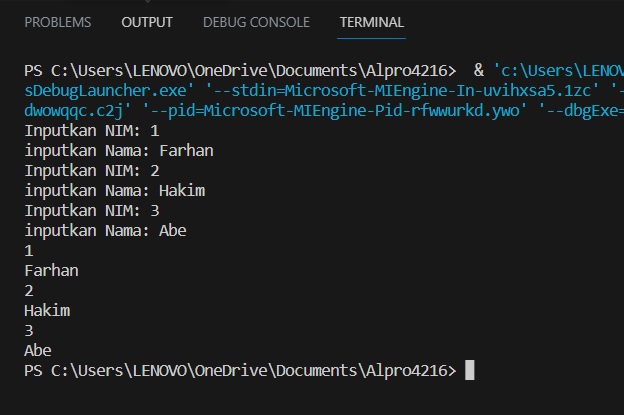 PROBLEMS OUTPUT DEBUG CONSOLE TERMINAL
PS C:\Users\LENOVO\OneDrive\Documents\Alpro4216> & 'c:\Users\LENOV
sDebugLauncher.exe' '--stdin=Microsoft-MIEngine-In-uvihxsa5.1zc' '-
dwowqqc.c2j' '--pid=Microsoft-MIEngine-Pid-rfwwurkd.ywo' '--dbgExe=
Inputkan NIM: 1
inputkan Nama: Farhan
Inputkan NIM: 2
inputkan Nama: Hakim
Inputkan NIM: 3
inputkan Nama: Abe
1
Farhan
2
Hakim
3
Abe
PS C:\Users\LENOVO\OneDrive\Documents\Alpro4216>